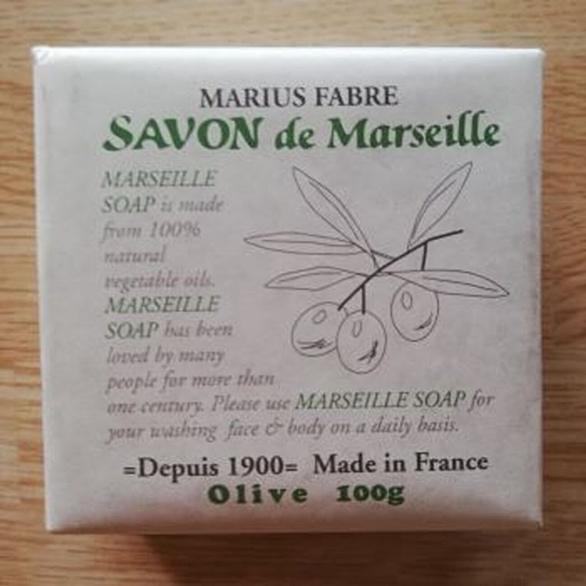 MARIUS FABRE
SAVON de Marseille
MARSEILLE
SOAP is made
from 100%
natural
vegetable oils.
MARSEILLE
SOAP has been
loved by many
people for more than
one century. Please use MARSEILLE SOAP for
your washing face & body on a daily basis.
=Depuis 1900= Made in France
Olive 100g